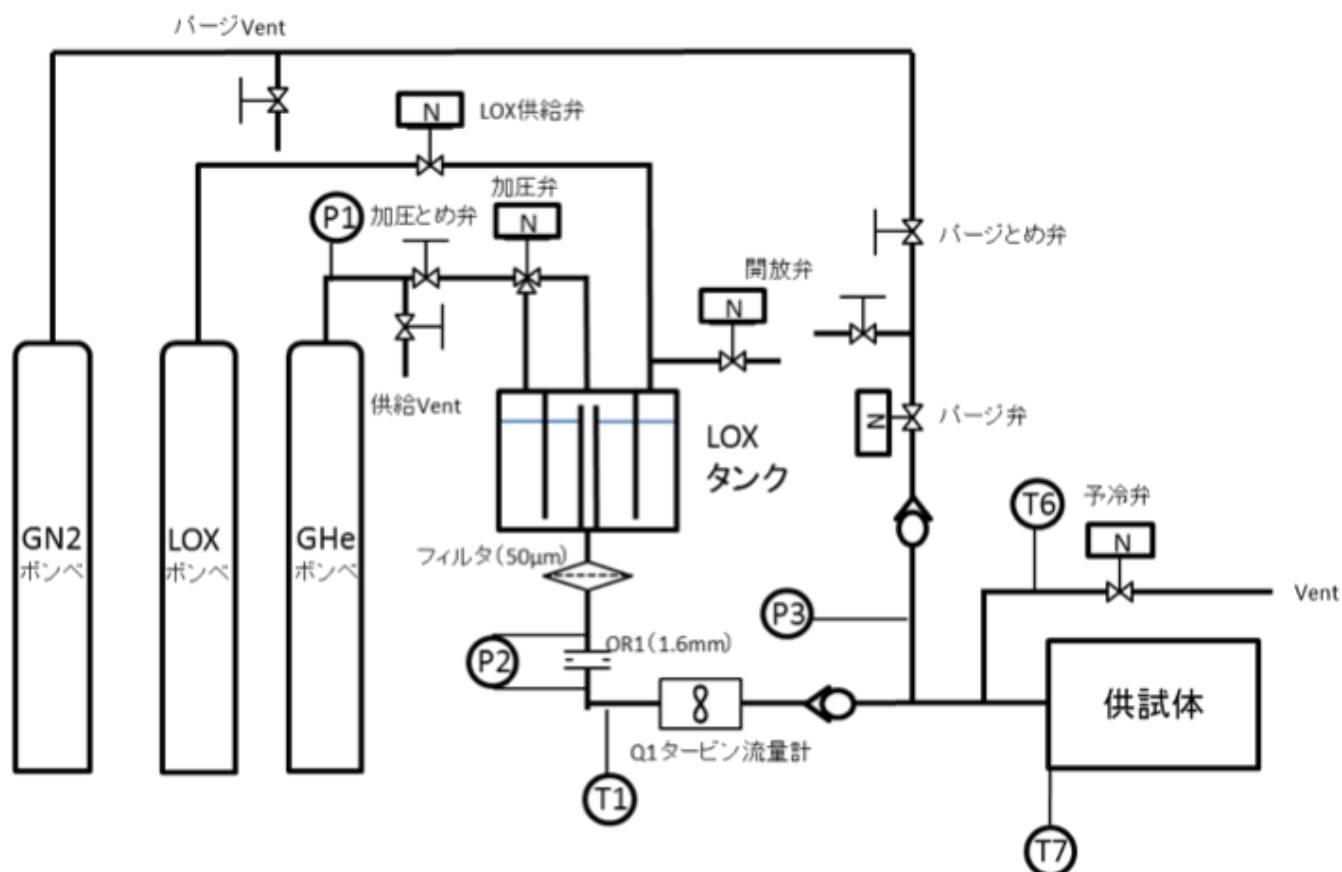 パージVent
N
LOX供給弁
加圧弁
P1
加圧とめ弁
N
パージとめ弁
開放弁
N
供給Vent
N
パージ弁
LOX
タンク
T6
予冷弁
GN2
ボンベ
LOX
ボンベ
GHe
ボンベ
フィルタ(50μm)
N
Vent
P3
OR1(1.6mm)
P2
供試体
Q1タービン流量計
T1
T7